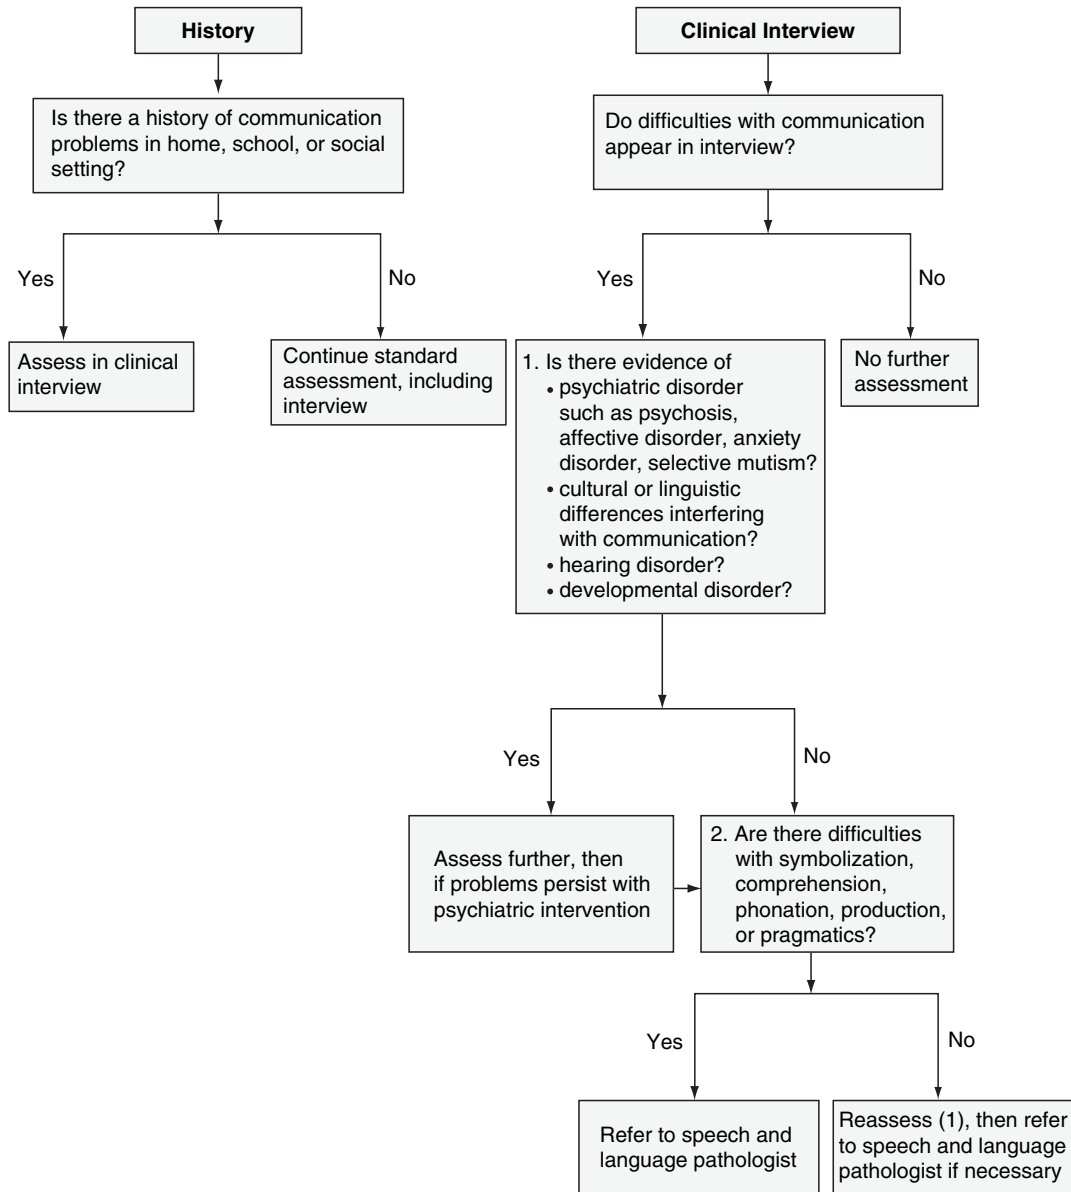 History
Is there a history of communication
problems in home, school, or social
setting?
Yes
No
Assess in clinical
interview
Continue standard
assessment, including
interview
Clinical Interview
Do difficulties with communication
appear in interview?
Yes
No
1. Is there evidence of
• psychiatric disorder
such as psychosis,
affective disorder, anxiety
disorder, selective mutism?
• cultural or linguistic
differences interfering
with communication?
• hearing disorder?
• developmental disorder?
No further
assessment
Yes
No
Assess further, then
if problems persist with
psychiatric intervention
2. Are there difficulties
with symbolization,
comprehension,
phonation, production,
or pragmatics?
Yes
No
Refer to speech and
language pathologist
Reassess (1), then refer
to speech and language
pathologist if necessary